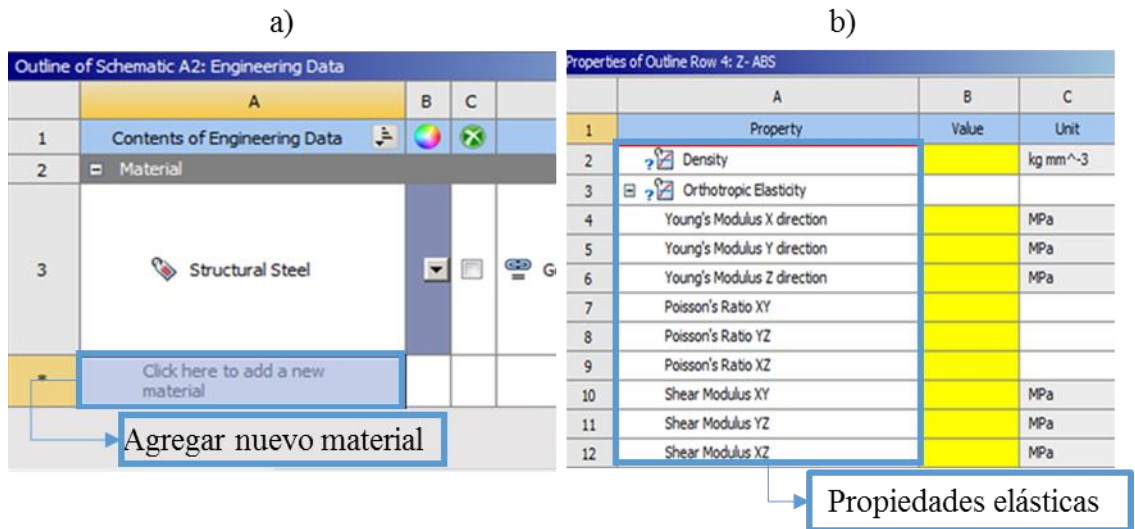 a)
Outline of Schematic A2: Engineering Data
A B C
1 Contents of Engineering Data
2 Material
3 Structural Steel
* Click here to add a new
material
Agregar nuevo material
b)
Properties of Outline Row 4: Z- ABS
A B C
1 Property Value Unit
2 Density kg mm^-3
3 Orthotropic Elasticity
4 Young's Modulus X direction MPa
5 Young's Modulus Y direction MPa
6 Young's Modulus Z direction MPa
7 Poisson's Ratio XY
8 Poisson's Ratio YZ
9 Poisson's Ratio XZ
10 Shear Modulus XY MPa
11 Shear Modulus YZ MPa
12 Shear Modulus XZ MPa
Propiedades elásticas